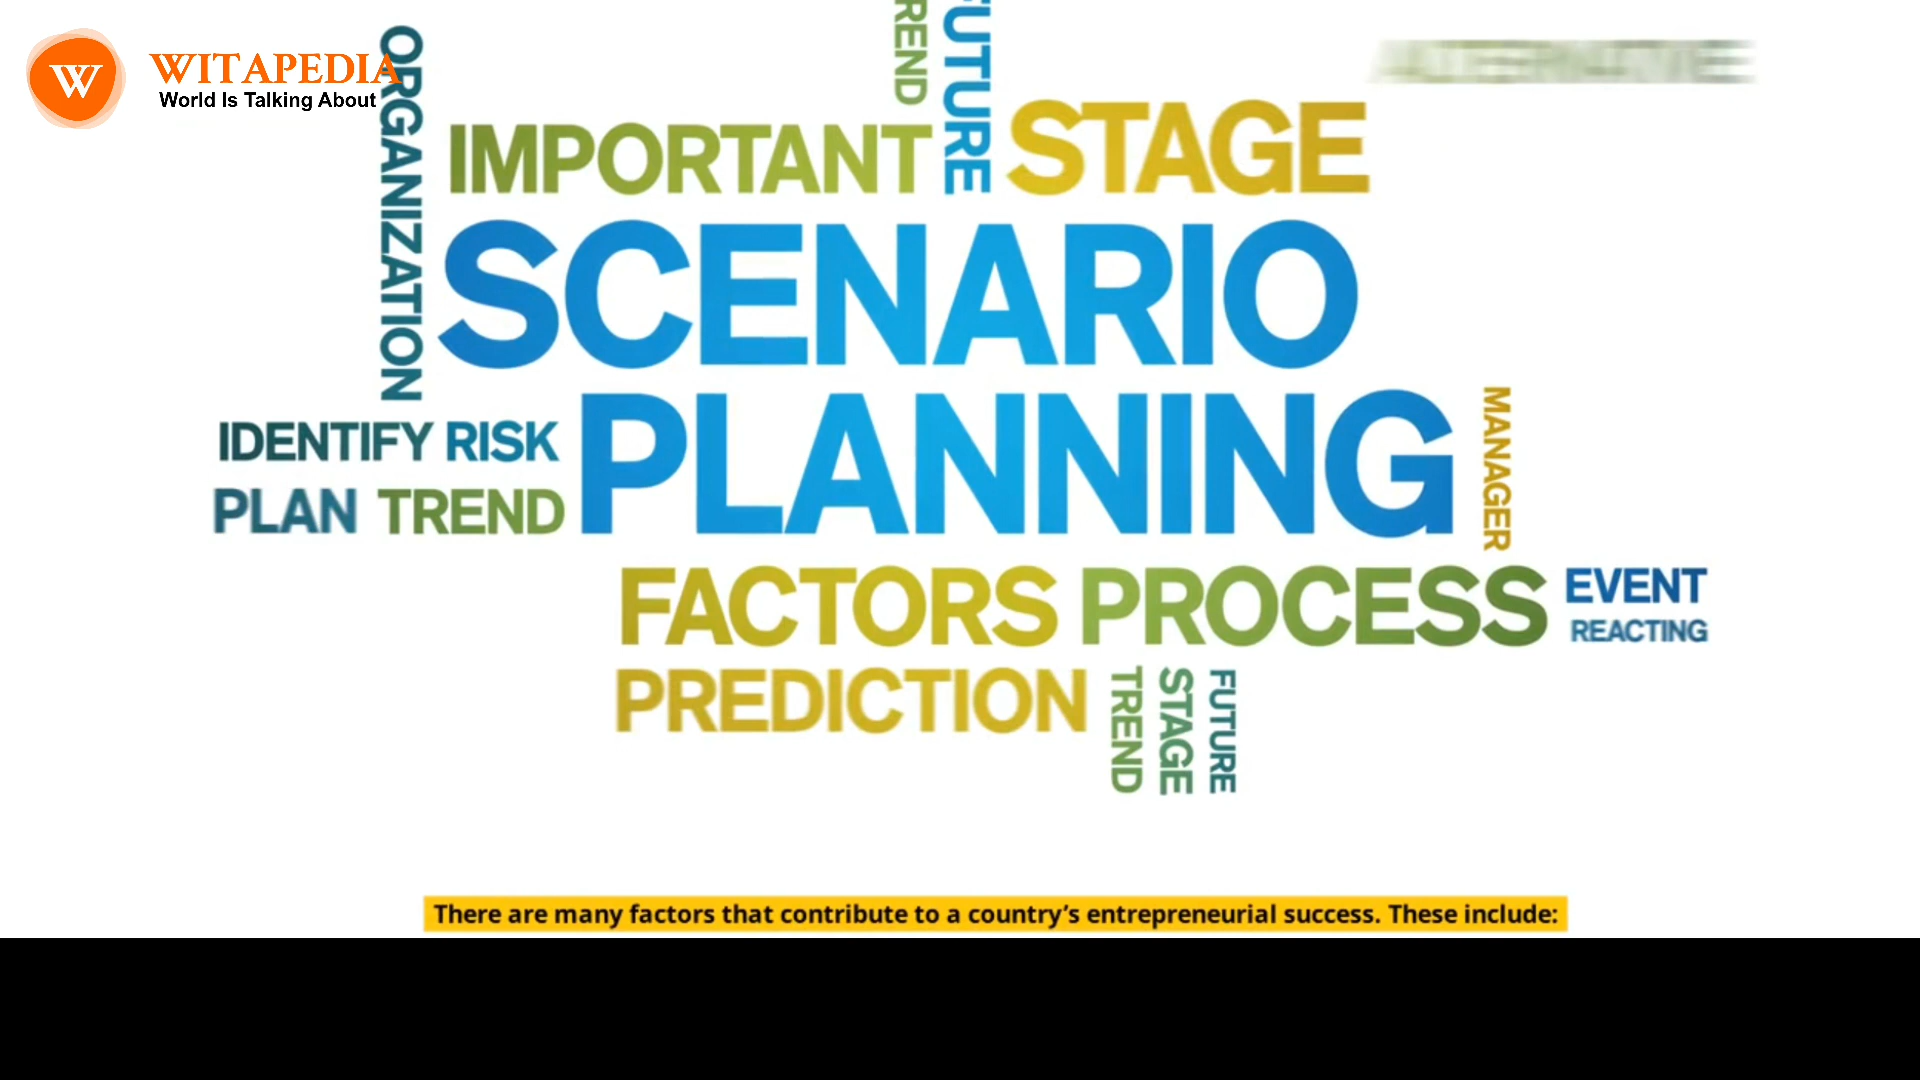 WITAPEDIA
World Is Talking About
ORGANIZATION
TREND
FUTURE
IMPORTANT
STAGE
SCENARIO
PLANNING
IDENTIFY RISK
PLAN TREND
MANAGER
FACTORS PROCESS
EVENT
REACTING
PREDICTION
TREND
STAGE
FUTURE
There are many factors that contribute to a country’s entrepreneurial success. These include: